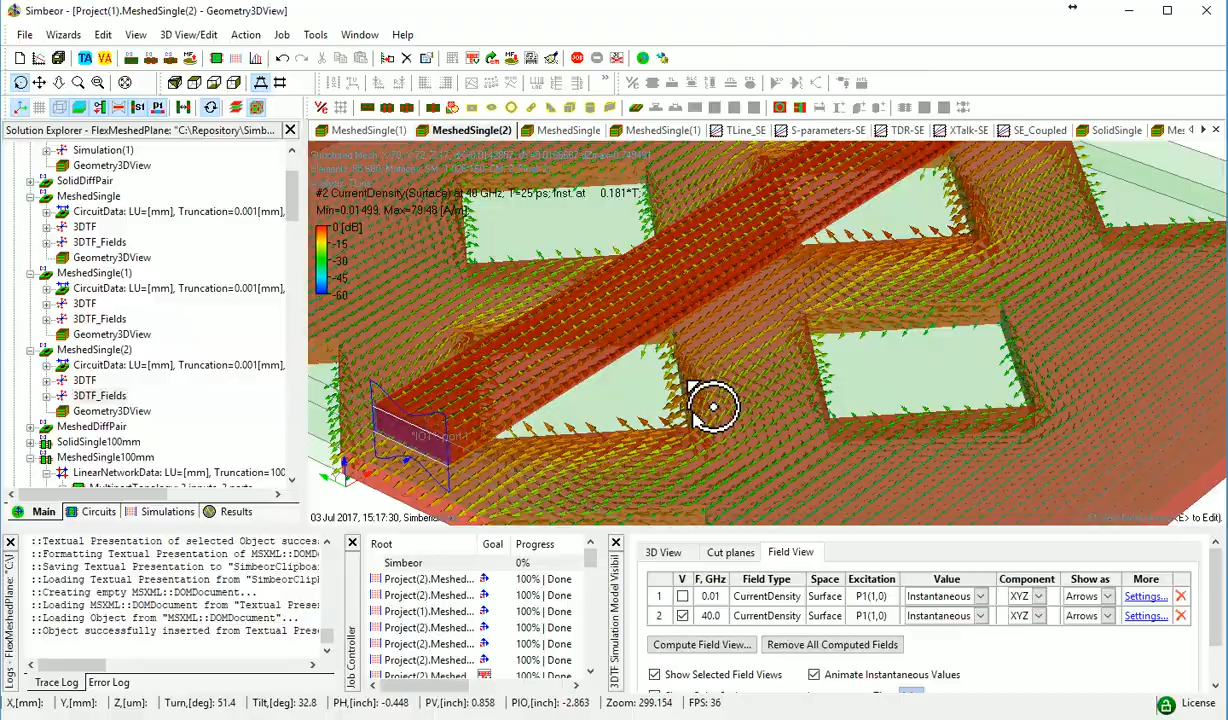 Simbeor - [Project(1).MeshedSingle(2) - Geometry3DView]
File Wizards Edit View 3D View/Edit Action Job Tools Window Help
Solution Explorer - FlexMeshedPlane: "C:\Repository\Simb...
MeshedSingle(1) MeshedSingle(2) MeshedSingle MeshedSingle(1) TLine_SE S-parameters-SE TDR-SE XTalk-SE SE_Coupled SolidSingle Me
Simulation(1)
Geometry3DView
SolidDiffPair
MeshedSingle
CircuitData: LU=[mm], Truncation=0.001[mm],
3DTF
3DTF_Fields
Geometry3DView
MeshedSingle(1)
CircuitData: LU=[mm], Truncation=0.001[mm],
3DTF
3DTF_Fields
Geometry3DView
MeshedSingle(2)
CircuitData: LU=[mm], Truncation=0.001[mm],
3DTF
3DTF_Fields
Geometry3DView
MeshedDiffPair
SolidSingle100mm
MeshedSingle100mm
LinearNetworkData: LU=[mm], Truncation=100
Main Circuits Simulations Results
#2 CurrentDensity(Surface) at 40 GHz; T=25 ps; Inst. at 0.181*T;
Min=0.01499, Max=79.48 [A/m]
0 [dB]
-15
-30
-45
-60
03 Jul 2017, 15:17:30, Simbeor
<E> to Edit).
::Textual Presentation of selected Object succes
::Formatting Textual Presentation of MSXML::DOMD
::Saving Textual Presentation to "SimbeorClipboa
::Loading Textual Presentation from "SimbeorClip
::Creating empty MSXML::DOMDocument...
::Loading MSXML::DOMDocument from "Textual Prese
::Loading Object from "MSXML::DOMDocument"...
::Object successfully inserted from Textual Pres
Trace Log Error Log
Logs - FlexMeshedPlane: "C:\F
Job Controller
Root Goal Progress
Simbeor 0%
Project(2).Meshed... 100% | Done
Project(2).Meshed... 100% | Done
Project(1).Meshed... 100% | Done
Project(2).Meshed... 100% | Done
Project(2).Meshed... 100% | Done
Project(2).Meshed... 100% | Done
Project(2).Meshed 100% | Done
3DTF Simulation Model Visibil
3D View Cut planes Field View
V F, GHz Field Type Space Excitation Value Component Show as More
1 0.01 CurrentDensity Surface P1(1,0) Instantaneous XYZ Arrows Settings...
2 40.0 CurrentDensity Surface P1(1,0) Instantaneous XYZ Arrows Settings...
Compute Field View... Remove All Computed Fields
Show Selected Field Views Animate Instantaneous Values
X,[mm]: Y,[mm]: Z,[um]: Turn,[deg]: 51.4 Tilt,[deg]: 32.8 PH,[inch]: -0.448 PV,[inch]: 0.858 PIO,[inch]: -2.863 Zoom: 299.154 FPS: 36 License